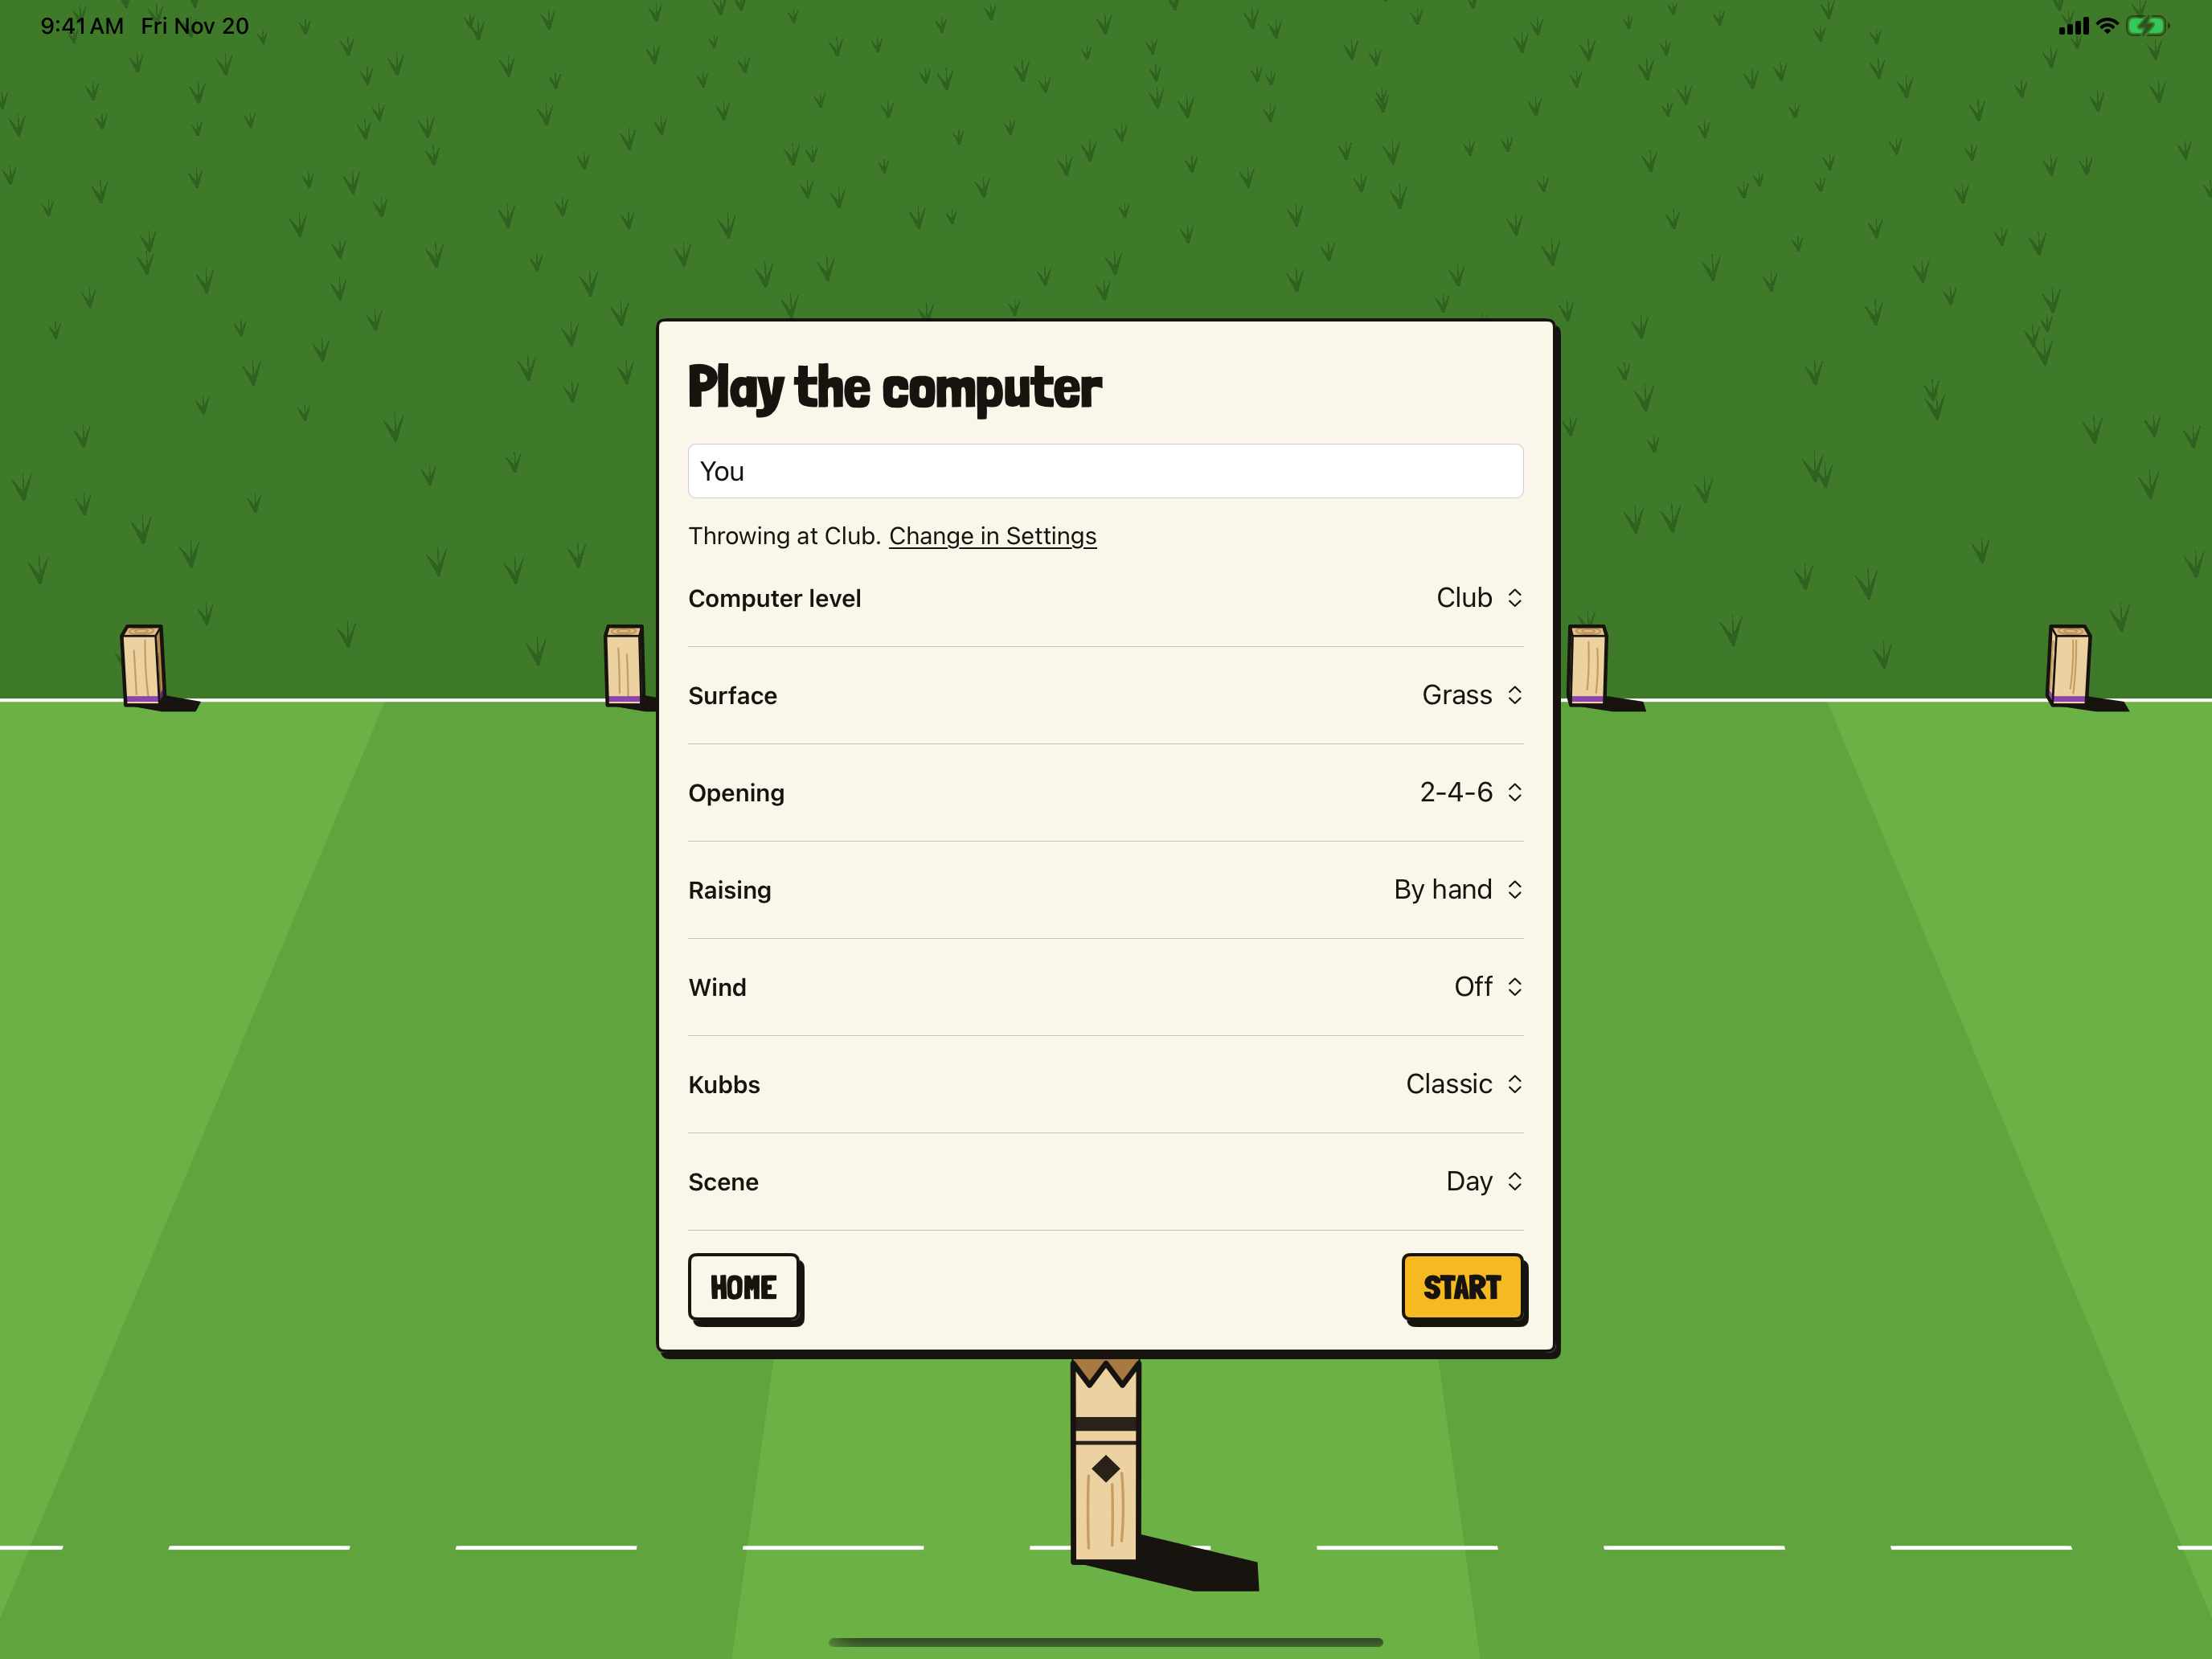 9:41 AM Fri Nov 20
Play the computer
You
Throwing at Club. Change in Settings
Computer level Club
Surface Grass
Opening 2-4-6
Raising By hand
Wind Off
Kubbs Classic
Scene Day
HOME START